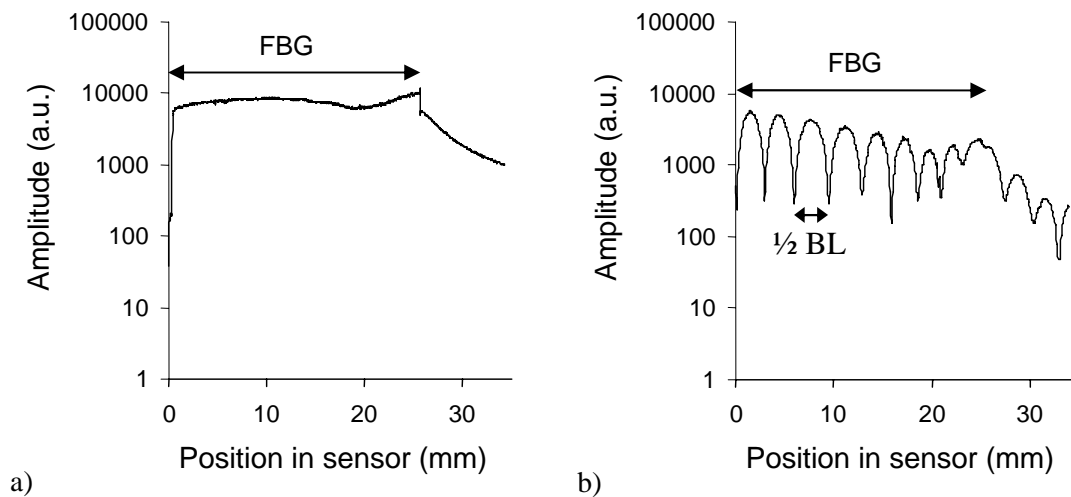 100000
10000
1000
100
10
1
Amplitude (a.u.)
FBG
0 10 20 30
Position in sensor (mm)
a)
100000
10000
1000
100
10
1
Amplitude (a.u.)
FBG
½ BL
0 10 20 30
Position in sensor (mm)
b)